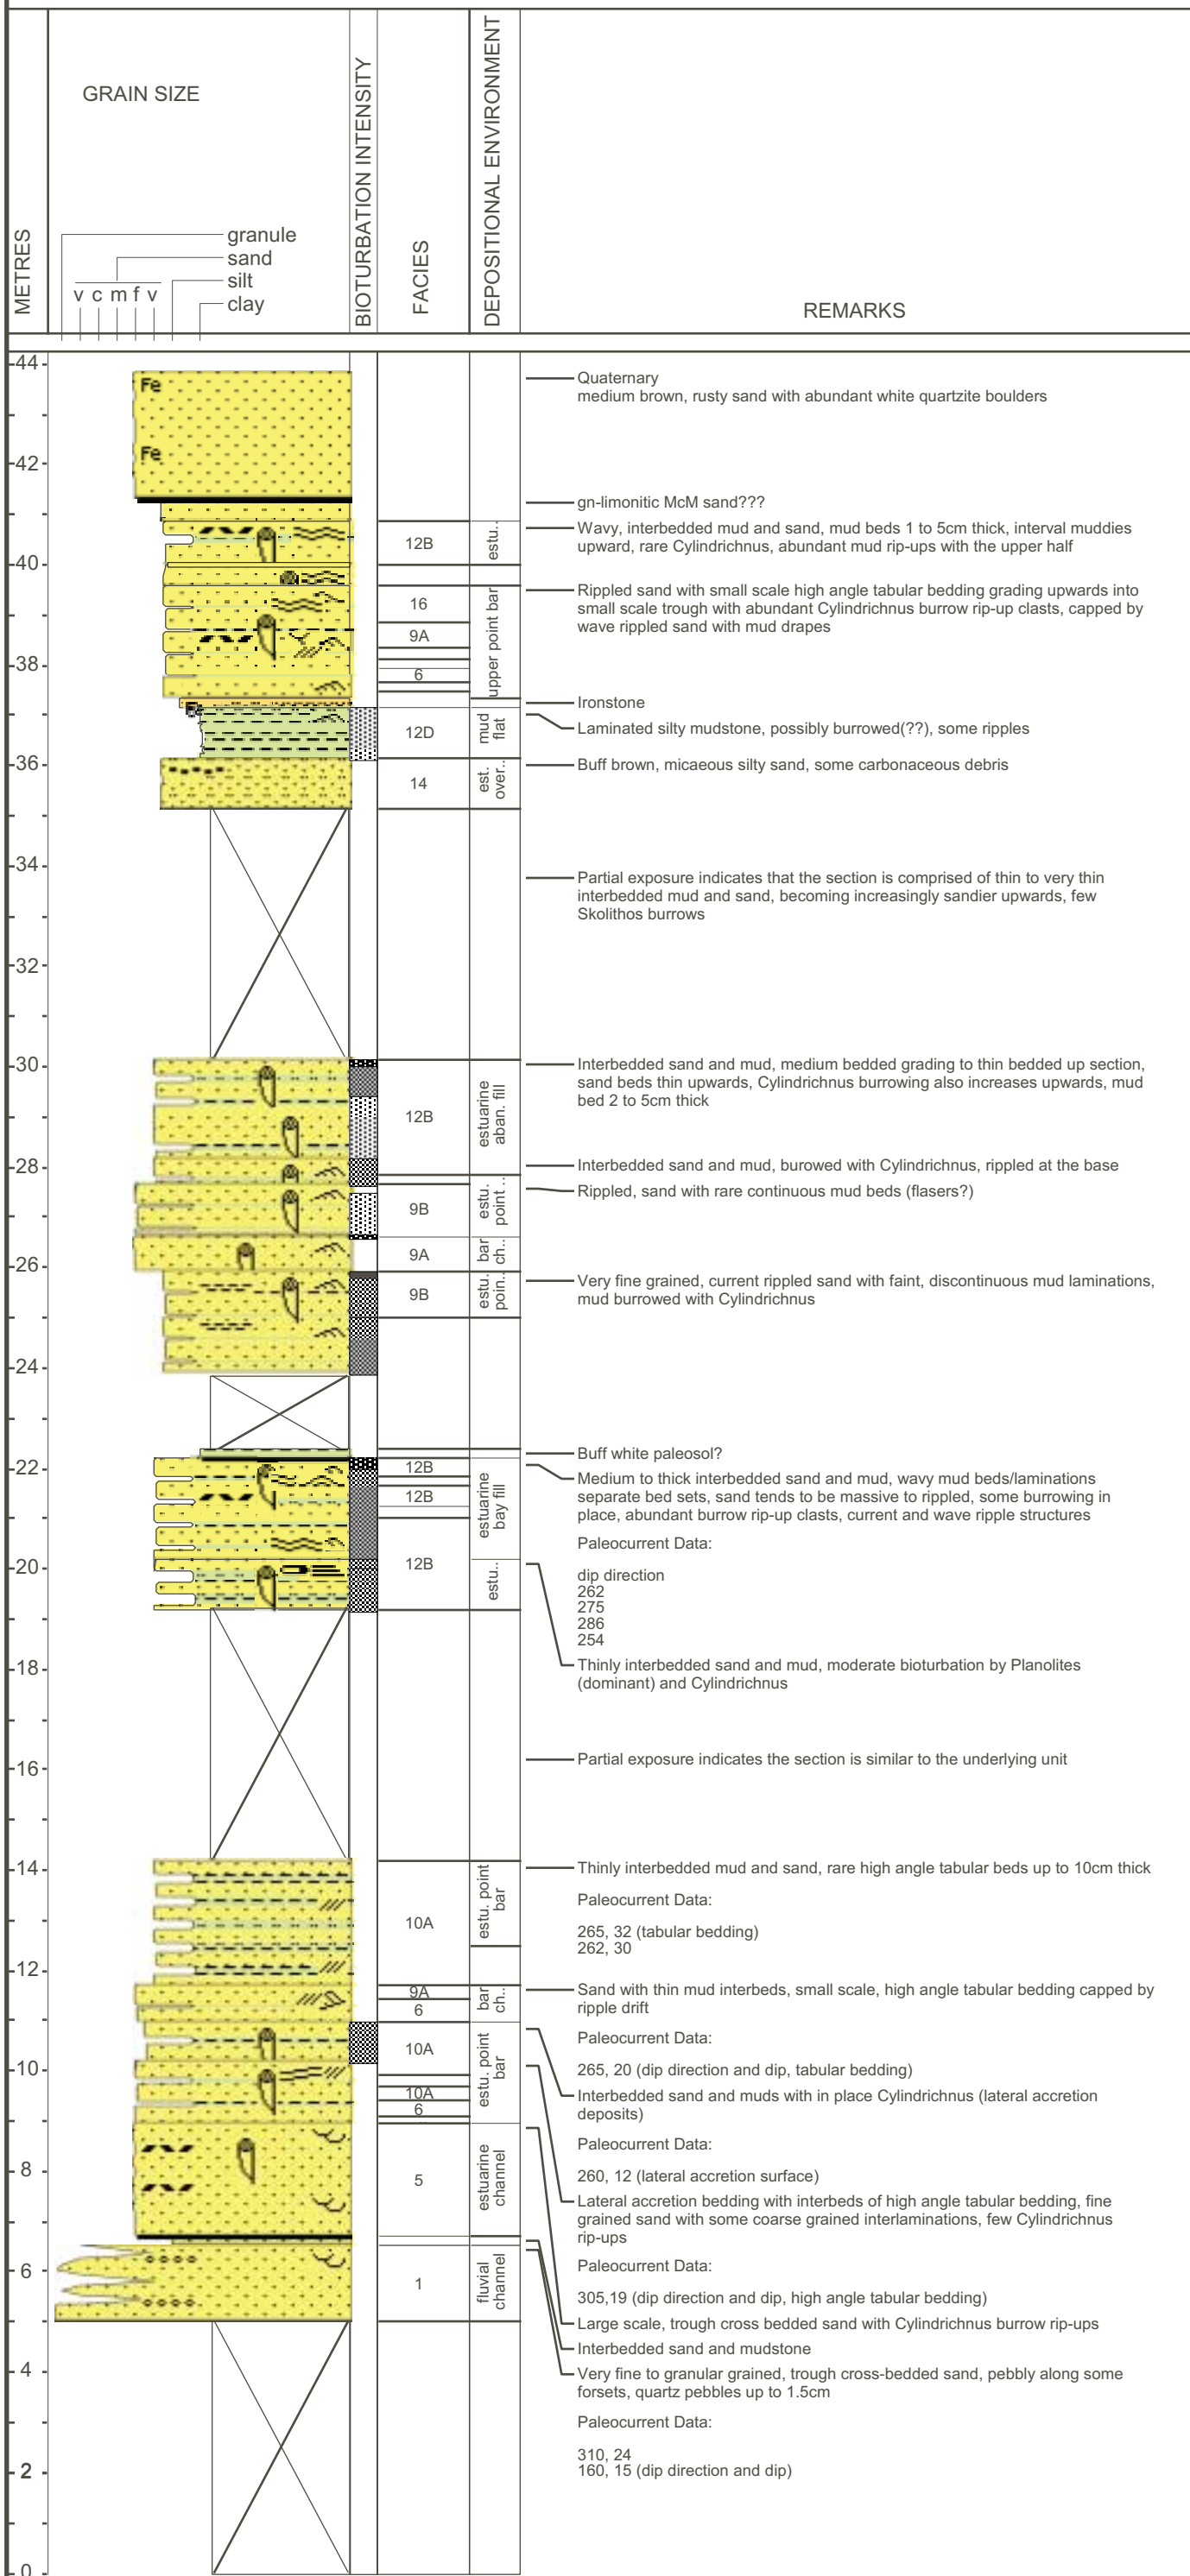 METRES
GRAIN SIZE
granule
sand
silt
clay
v c m f v
BIOTURBATION INTENSITY
FACIES
DEPOSITIONAL ENVIRONMENT
REMARKS
44
Fe
Quaternary
medium brown, rusty sand with abundant white quartzite boulders
Fe
42
gn-limonitic McM sand???
12B
estu..
Wavy, interbedded mud and sand, mud beds 1 to 5cm thick, interval muddies
upward, rare Cylindrichnus, abundant mud rip-ups with the upper half
40
16
9A
6
upper point bar
Rippled sand with small scale high angle tabular bedding grading upwards into
small scale trough with abundant Cylindrichnus burrow rip-up clasts, capped by
wave rippled sand with mud drapes
38
Ironstone
12D
mud
flat
Laminated silty mudstone, possibly burrowed(??), some ripples
36
14
est.
over..
Buff brown, micaeous silty sand, some carbonaceous debris
34
Partial exposure indicates that the section is comprised of thin to very thin
interbedded mud and sand, becoming increasingly sandier upwards, few
Skolithos burrows
32
30
12B
estuarine
aban. fill
Interbedded sand and mud, medium bedded grading to thin bedded up section,
sand beds thin upwards, Cylindrichnus burrowing also increases upwards, mud
bed 2 to 5cm thick
28
Interbedded sand and mud, burowed with Cylindrichnus, rippled at the base
9B
estu.
point ..
Rippled, sand with rare continuous mud beds (flasers?)
26
9A
bar
ch..
9B
estu.
poin..
Very fine grained, current rippled sand with faint, discontinuous mud laminations,
mud burrowed with Cylindrichnus
24
Buff white paleosol?
22
12B
12B
estuarine
bay fill
Medium to thick interbedded sand and mud, wavy mud beds/laminations
separate bed sets, sand tends to be massive to rippled, some burrowing in
place, abundant burrow rip-up clasts, current and wave ripple structures
Paleocurrent Data:
dip direction
262
275
286
254
20
12B
estu..
Thinly interbedded sand and mud, moderate bioturbation by Planolites
(dominant) and Cylindrichnus
18
16
Partial exposure indicates the section is similar to the underlying unit
14
10A
estu. point
bar
Thinly interbedded mud and sand, rare high angle tabular beds up to 10cm thick
Paleocurrent Data:
265, 32 (tabular bedding)
262, 30
12
9A
6
bar
ch..
Sand with thin mud interbeds, small scale, high angle tabular bedding capped by
ripple drift
Paleocurrent Data:
265, 20 (dip direction and dip, tabular bedding)
10
10A
10A
6
estu. point
bar
Interbedded sand and muds with in place Cylindrichnus (lateral accretion
deposits)
Paleocurrent Data:
260, 12 (lateral accretion surface)
8
5
estuarine
channel
Lateral accretion bedding with interbeds of high angle tabular bedding, fine
grained sand with some coarse grained interlaminations, few Cylindrichnus
rip-ups
Paleocurrent Data:
305,19 (dip direction and dip, high angle tabular bedding)
6
1
fluvial
channel
Large scale, trough cross bedded sand with Cylindrichnus burrow rip-ups
Interbedded sand and mudstone
4
Very fine to granular grained, trough cross-bedded sand, pebbly along some
forsets, quartz pebbles up to 1.5cm
Paleocurrent Data:
310, 24
160, 15 (dip direction and dip)
2
0